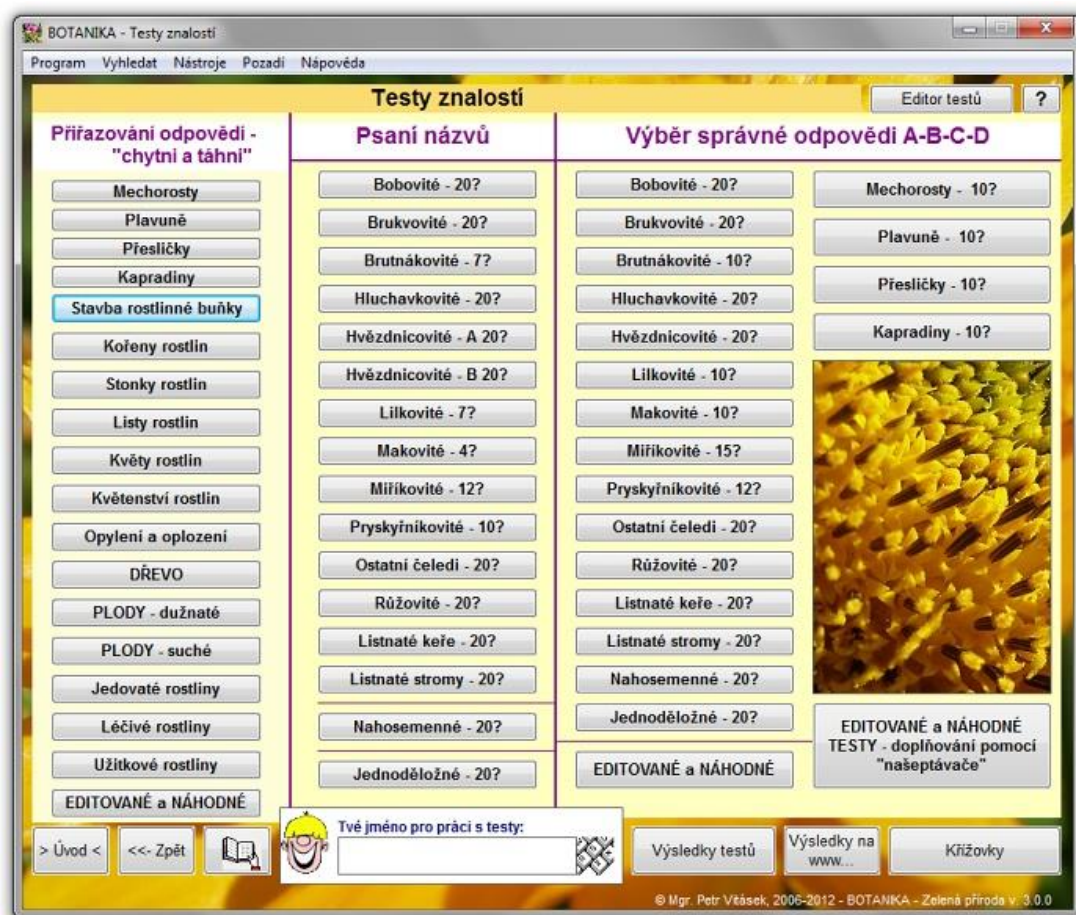 BOTANIKA - Testy znalostí
Program Vyhledat Nástroje Pozadí Nápověda
Testy znalostí
Editor testů
?
Přiřazování odpovědí -
"chytni a táhni"
Mechorosty
Plavuně
Přesličky
Kapradiny
Stavba rostlinné buňky
Kořeny rostlin
Stonky rostlin
Listy rostlin
Květy rostlin
Květenství rostlin
Opylení a oplození
DŘEVO
PLODY - dužnaté
PLODY - suché
Jedovaté rostliny
Léčivé rostliny
Užitkové rostliny
EDITOVANÉ a NÁHODNÉ
Psaní názvů
Bobovité - 20?
Brukvovité - 20?
Brutnákovité - 7?
Hluchavkovité - 20?
Hvězdnicovité - A 20?
Hvězdnicovité - B 20?
Lilkovité - 7?
Makovité - 4?
Miříkovité - 12?
Pryskyřníkovité - 10?
Ostatní čeledi - 20?
Růžovité - 20?
Listnaté keře - 20?
Listnaté stromy - 20?
Nahosemenné - 20?
Jednoděložné - 20?
Výběr správné odpovědi A-B-C-D
Bobovité - 20?
Brukvovité - 20?
Brutnákovité - 10?
Hluchavkovité - 20?
Hvězdnicovité - 20?
Lilkovité - 10?
Makovité - 10?
Miříkovité - 15?
Pryskyřníkovité - 12?
Ostatní čeledi - 20?
Růžovité - 20?
Listnaté keře - 20?
Listnaté stromy - 20?
Nahosemenné - 20?
Jednoděložné - 20?
EDITOVANÉ a NÁHODNÉ
Mechorosty - 10?
Plavuně - 10?
Přesličky - 10?
Kapradiny - 10?
EDITOVANÉ a NÁHODNÉ
TESTY - doplňování pomocí
"našeptávače"
> Úvod <
<<- Zpět
Tvé jméno pro práci s testy:
Výsledky testů
Výsledky na
www...
Křížovky
© Mgr. Petr Vitásek, 2006-2012 - BOTANIKA - Zelená příroda v. 3.0.0